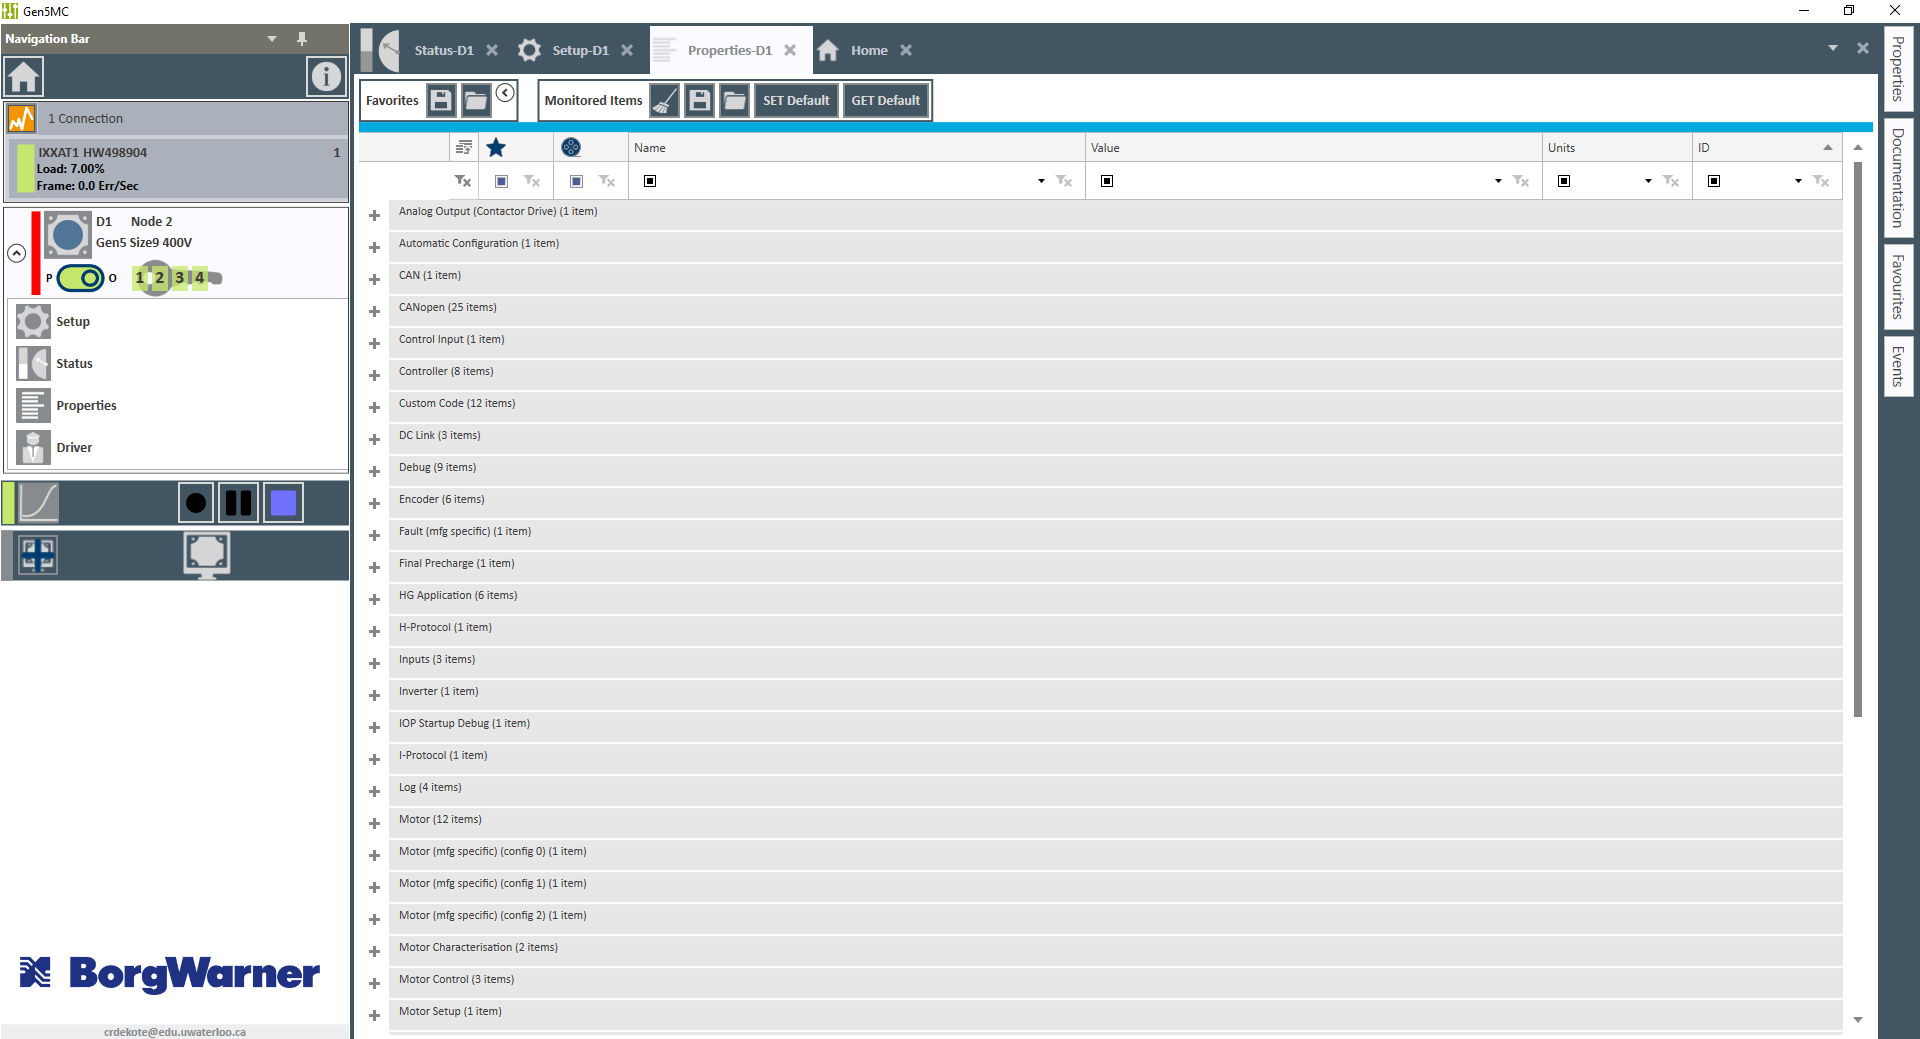 Gen5MC
Navigation Bar
1 Connection
IXXAT1 HW498904 1
Load: 7.00%
Frame: 0.0 Err/Sec
D1 Node 2
Gen5 Size9 400V
P O 1 2 3 4
Setup
Status
Properties
Driver
BorgWarner
crdekote@edu.uwaterloo.ca
Status-D1 Setup-D1 Properties-D1 Home
Favorites Monitored Items SET Default GET Default
Name Value Units ID
Analog Output (Contactor Drive) (1 item)
Automatic Configuration (1 item)
CAN (1 item)
CANopen (25 items)
Control Input (1 item)
Controller (8 items)
Custom Code (12 items)
DC Link (3 items)
Debug (9 items)
Encoder (6 items)
Fault (mfg specific) (1 item)
Final Precharge (1 item)
HG Application (6 items)
H-Protocol (1 item)
Inputs (3 items)
Inverter (1 item)
IOP Startup Debug (1 item)
I-Protocol (1 item)
Log (4 items)
Motor (12 items)
Motor (mfg specific) (config 0) (1 item)
Motor (mfg specific) (config 1) (1 item)
Motor (mfg specific) (config 2) (1 item)
Motor Characterisation (2 items)
Motor Control (3 items)
Motor Setup (1 item)
Properties
Documentation
Favourites
Events